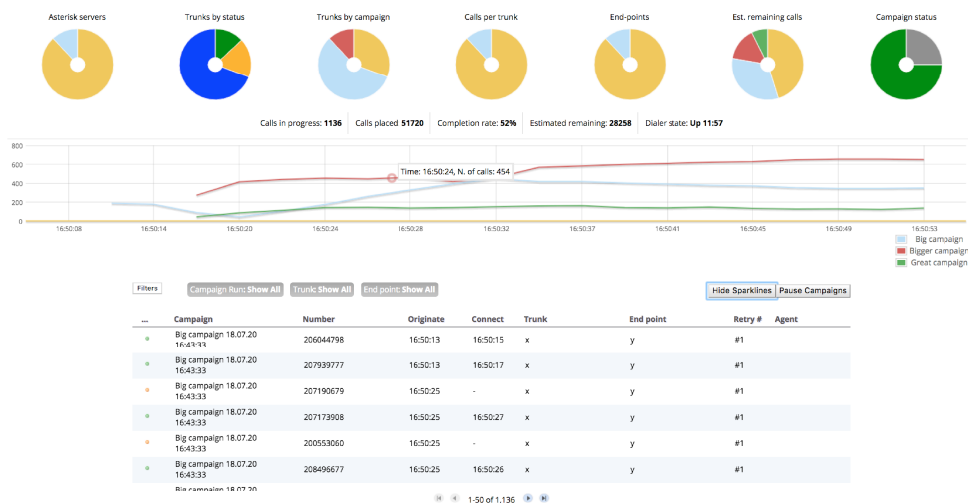 Asterisk servers Trunks by status Trunks by campaign Calls per trunk End-points Est. remaining calls Campaign status
Calls in progress: 1136 Calls placed 51720 Completion rate: 52% Estimated remaining: 28258 Dialer state: Up 11:57
800
600
400
200
0
Time: 16:50:24, N. of calls: 454
16:50:08 16:50:14 16:50:20 16:50:24 16:50:28 16:50:32 16:50:37 16:50:41 16:50:45 16:50:49 16:50:53
Big campaign
Bigger campaign
Great campaign
Filters Campaign Run: Show All Trunk: Show All End point: Show All Hide Sparklines Pause Campaigns
... Campaign Number Originate Connect Trunk End point Retry # Agent
Big campaign 18.07.20
16:43:33 206044798 16:50:13 16:50:15 x y #1
Big campaign 18.07.20
16:43:33 207939777 16:50:13 16:50:17 x y #1
Big campaign 18.07.20
16:43:33 207190679 16:50:25 - x y #1
Big campaign 18.07.20
16:43:33 207173908 16:50:25 16:50:27 x y #1
Big campaign 18.07.20
16:43:33 200553060 16:50:25 - x y #1
Big campaign 18.07.20
16:43:33 208496677 16:50:25 16:50:26 x y #1
Big campaign 18.07.20
1-50 of 1.136